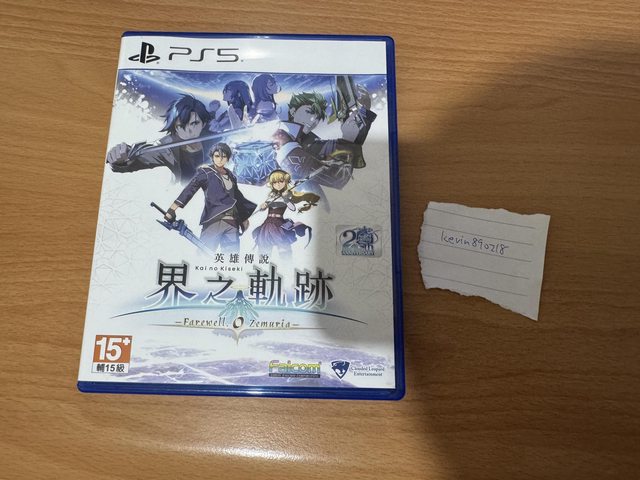 PS5
英雄傳說
Kai no Kiseki
界之軌跡
-Farewell, O Zemuria-
15+
輔15級
Falcom
Clouded Leopard
Entertainment
kevin890218